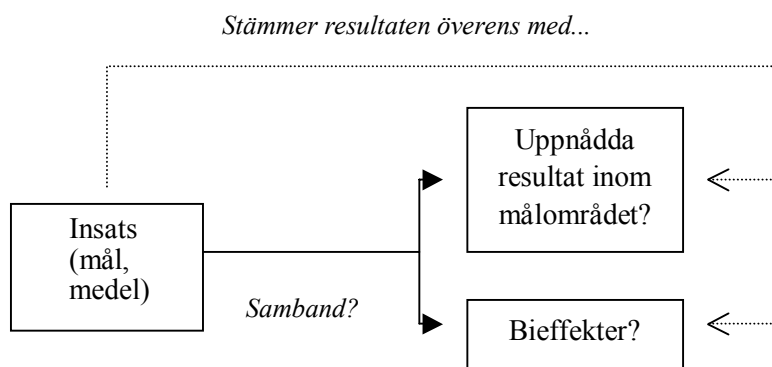 Stämmer resultaten överens med...
Uppnådda
resultat inom
målområdet?
Insats
(mål,
medel)
Samband?
Bieffekter?